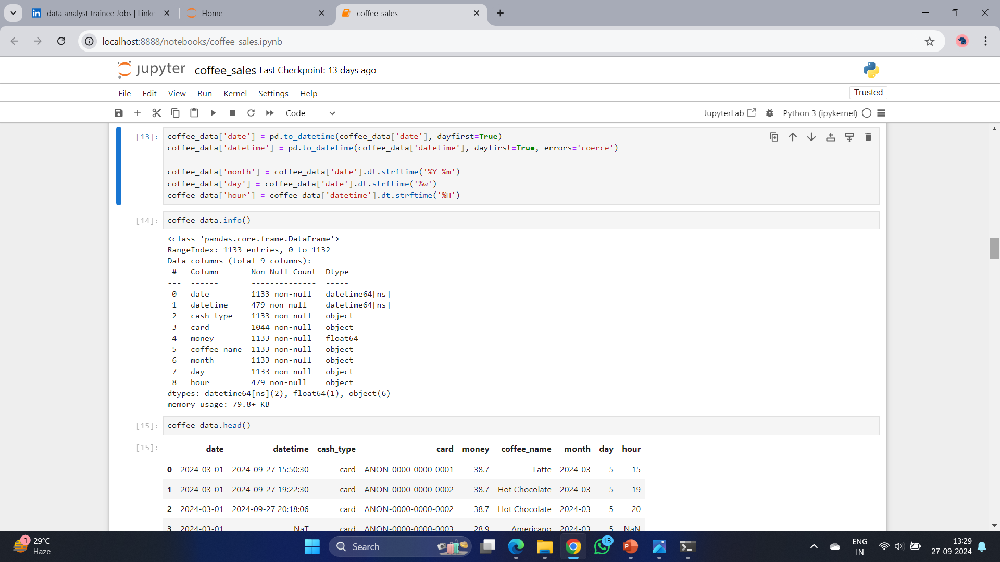 data analyst trainee Jobs | Linke
Home
coffee_sales
localhost:8888/notebooks/coffee_sales.ipynb
jupyter coffee_sales Last Checkpoint: 13 days ago
File Edit View Run Kernel Settings Help
Trusted
Code
JupyterLab
Python 3 (ipykernel)
[13]:
coffee_data['date'] = pd.to_datetime(coffee_data['date'], dayfirst=True)
coffee_data['datetime'] = pd.to_datetime(coffee_data['datetime'], dayfirst=True, errors='coerce')
coffee_data['month'] = coffee_data['date'].dt.strftime('%Y-%m')
coffee_data['day'] = coffee_data['date'].dt.strftime('%w')
coffee_data['hour'] = coffee_data['datetime'].dt.strftime('%H')
[14]:
coffee_data.info()
<class 'pandas.core.frame.DataFrame'>
RangeIndex: 1133 entries, 0 to 1132
Data columns (total 9 columns):
# Column Non-Null Count Dtype
--- ------ -------------- -----
0 date 1133 non-null datetime64[ns]
1 datetime 479 non-null datetime64[ns]
2 cash_type 1133 non-null object
3 card 1044 non-null object
4 money 1133 non-null float64
5 coffee_name 1133 non-null object
6 month 1133 non-null object
7 day 1133 non-null object
8 hour 479 non-null object
dtypes: datetime64[ns](2), float64(1), object(6)
memory usage: 79.8+ KB
[15]:
coffee_data.head()
[15]:
date datetime cash_type card money coffee_name month day hour
0 2024-03-01 2024-09-27 15:50:30 card ANON-0000-0000-0001 38.7 Latte 2024-03 5 15
1 2024-03-01 2024-09-27 19:22:30 card ANON-0000-0000-0002 38.7 Hot Chocolate 2024-03 5 19
2 2024-03-01 2024-09-27 20:18:06 card ANON-0000-0000-0002 38.7 Hot Chocolate 2024-03 5 20
3 2024-03-01 NaT card ANON-0000-0000-0003 28.9 Americano 2024-03 5 NaN
1
29°C
Haze
Search
13
ENG
IN
13:29
27-09-2024